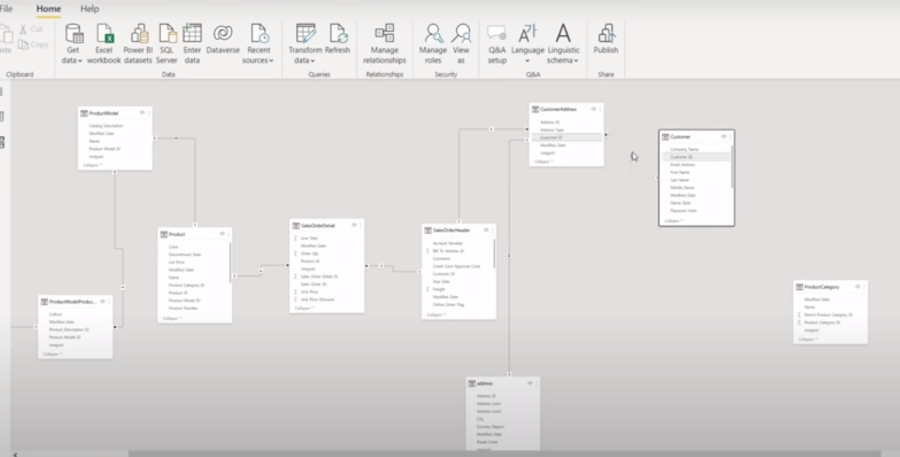 File
Home
Help
Cut
Copy
Get data
Excel workbook
Power BI datasets
SQL Server
Enter data
Dataverse
Recent sources
Transform data
Refresh
Manage relationships
Manage roles
View as
Q&A setup
Language
Linguistic schema
Publish
Clipboard
Data
Queries
Relationships
Security
Q&A
Share
ProductModel
Catalog Description
Modified Date
Name
Product Model ID
rowguid
Collapse
CustomerAddress
Address ID
Address Type
Customer ID
Modified Date
rowguid
Collapse
Customer
Company Name
Customer ID
Email Address
First Name
Last Name
Middle Name
Modified Date
Name Style
Password Hash
Collapse
Product
Color
Discontinued Date
List Price
Modified Date
Name
Product Category ID
Product ID
Product Model ID
Product Number
Collapse
SalesOrderDetail
Line Total
Modified Date
Order Qty
Product ID
rowguid
Sales Order Detail ID
Sales Order ID
Unit Price
Unit Price Discount
Collapse
SalesOrderHeader
Account Number
Bill To Address ID
Comment
Credit Card Approval Code
Customer ID
Due Date
Freight
Modified Date
Online Order Flag
Collapse
ProductModelProduc...
Culture
Modified Date
Product Description ID
Product Model ID
rowguid
Collapse
ProductCategory
Modified Date
Name
Parent Product Category ID
Product Category ID
rowguid
Collapse
address
Address ID
Address Line1
Address Line2
City
Country Region
Modified Date
Postal Code